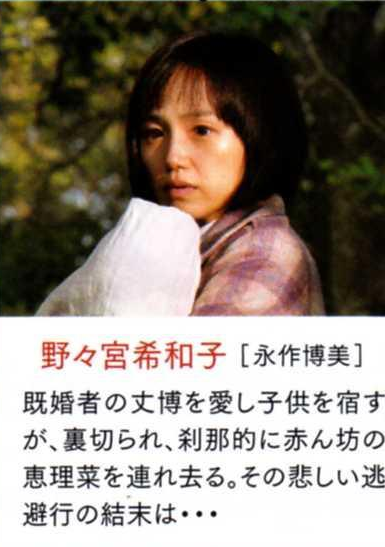 野々宮希和子［永作博美］
既婚者の丈博を愛し子供を宿す
が、裏切られ、刹那的に赤ん坊の
恵理菜を連れ去る。その悲しい逃
避行の結末は・・・